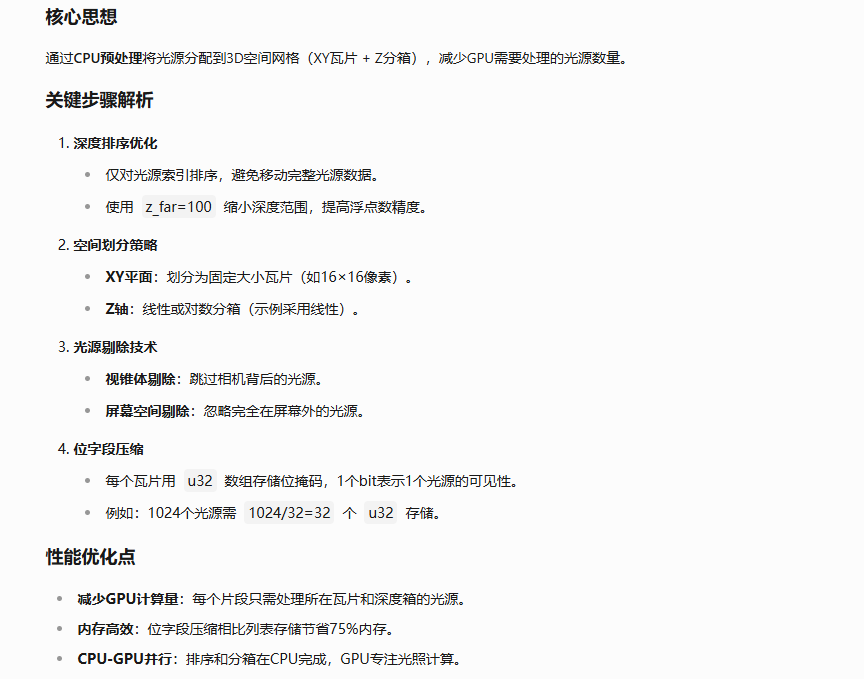 核心思想
通过CPU预处理将光源分配到3D空间网格（XY瓦片 + Z分箱），减少GPU需要处理的光源数量。
关键步骤解析
1. 深度排序优化
• 仅对光源索引排序，避免移动完整光源数据。
• 使用 z_far=100 缩小深度范围，提高浮点数精度。
2. 空间划分策略
• XY平面：划分为固定大小瓦片（如16×16像素）。
• Z轴：线性或对数分箱（示例采用线性）。
3. 光源剔除技术
• 视锥体剔除：跳过相机背后的光源。
• 屏幕空间剔除：忽略完全在屏幕外的光源。
4. 位字段压缩
• 每个瓦片用 u32 数组存储位掩码，1个bit表示1个光源的可见性。
• 例如：1024个光源需 1024/32=32 个 u32 存储。
性能优化点
• 减少GPU计算量：每个片段只需处理所在瓦片和深度箱的光源。
• 内存高效：位字段压缩相比列表存储节省75%内存。
• CPU-GPU并行：排序和分箱在CPU完成，GPU专注光照计算。